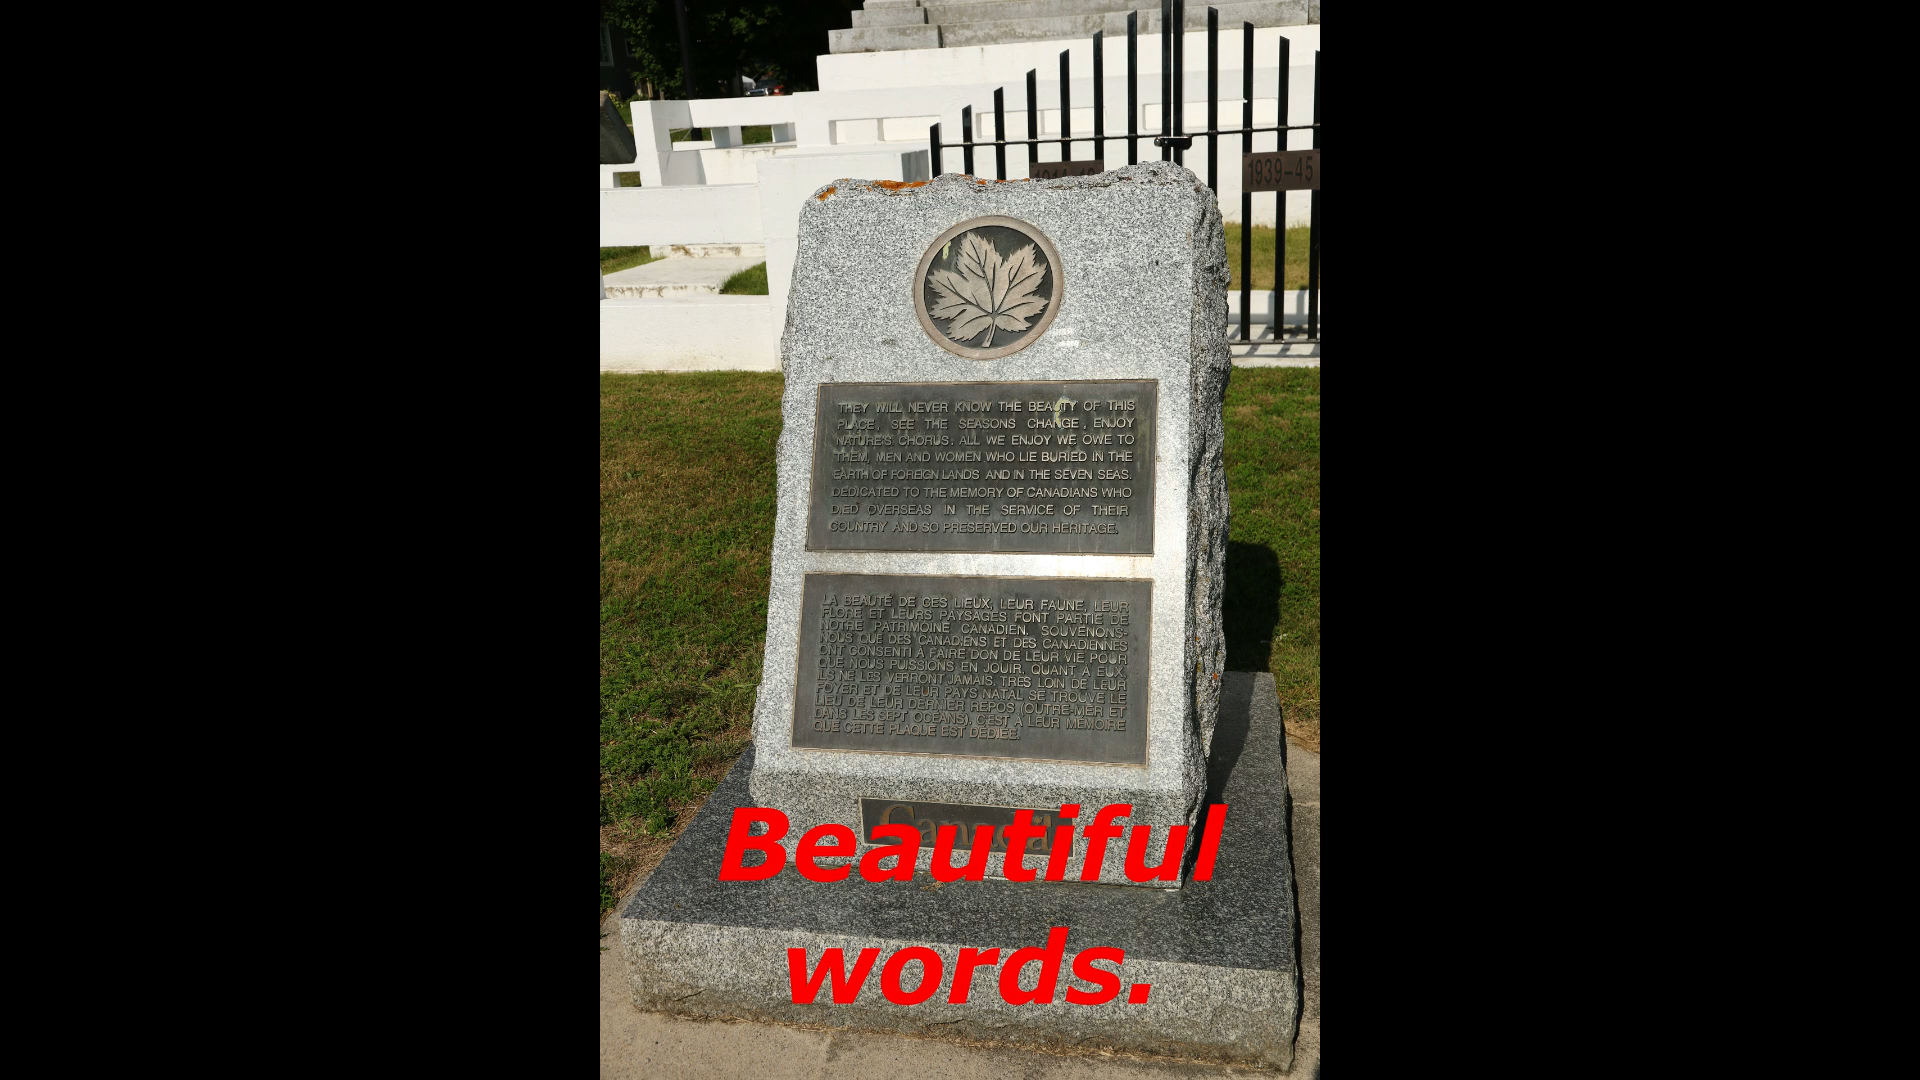 1939-45
THEY WILL NEVER KNOW THE BEAUTY OF THIS
PLACE, SEE THE SEASONS CHANGE, ENJOY
NATURE'S CHORUS. ALL WE ENJOY WE OWE TO
THEM, MEN AND WOMEN WHO LIE BURIED IN THE
EARTH OF FOREIGN LANDS AND IN THE SEVEN SEAS.
DEDICATED TO THE MEMORY OF CANADIANS WHO
DIED OVERSEAS IN THE SERVICE OF THEIR
COUNTRY AND SO PRESERVED OUR HERITAGE.
LA BEAUTÉ DE CES LIEUX, LEUR FAUNE, LEUR
FLORE ET LEURS PAYSAGES FONT PARTIE DE
NOTRE PATRIMOINE CANADIEN. SOUVENONS-
NOUS QUE DES CANADIENS ET DES CANADIENNES
ONT CONSENTI À FAIRE DON DE LEUR VIE POUR
QUE NOUS PUISSIONS EN JOUIR. QUANT À EUX,
ILS NE LES VERRONT JAMAIS. TRÈS LOIN DE LEUR
FOYER ET DE LEUR PAYS NATAL SE TROUVE LE
LIEU DE LEUR DERNIER REPOS (OUTRE-MER ET
DANS LES SEPT OCÉANS). C'EST À LEUR MÉMOIRE
QUE CETTE PLAQUE EST DÉDIÉE.
Canada
Beautiful
words.